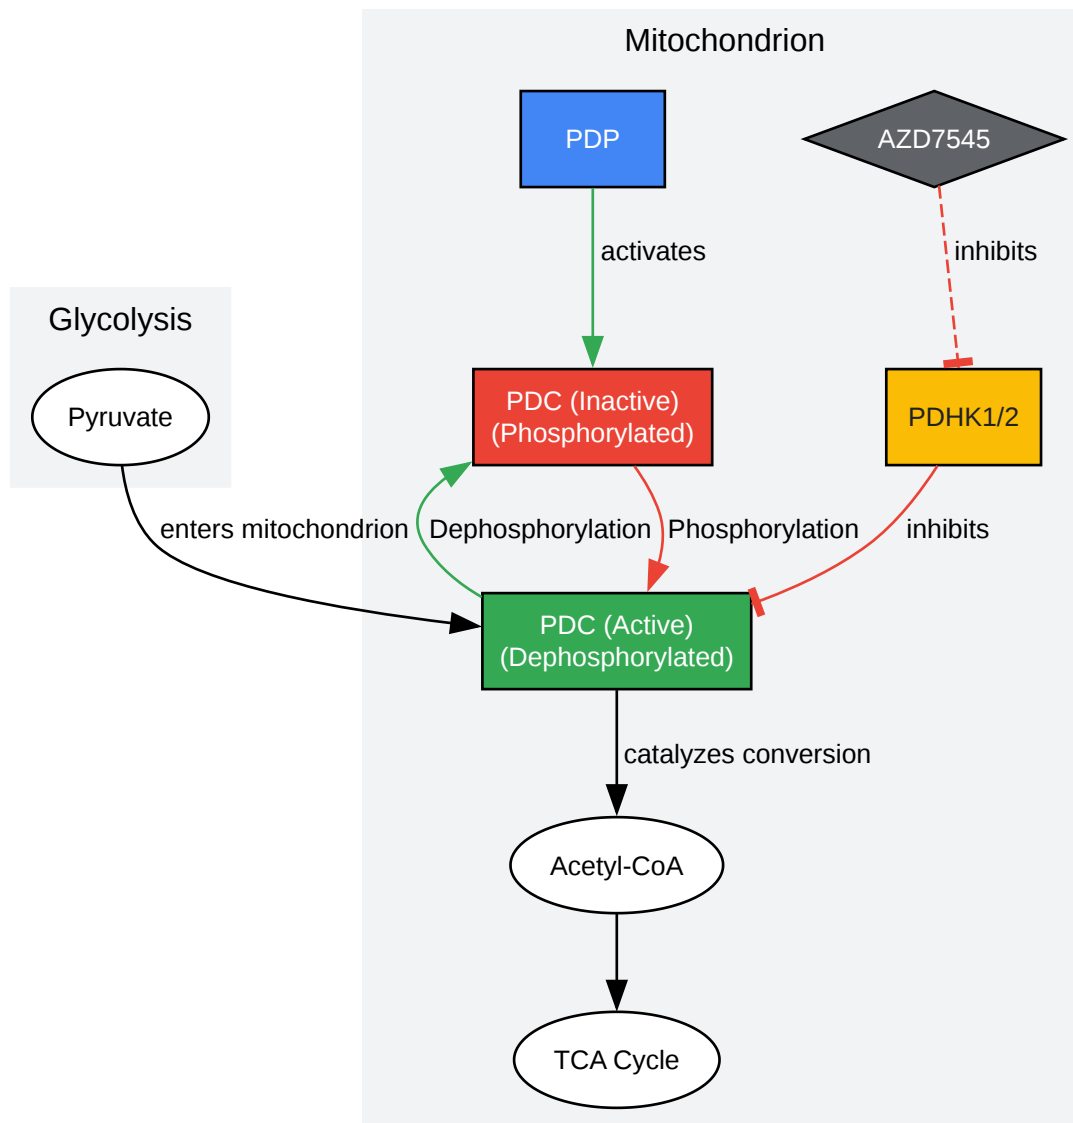 Mitochondrion
PDP
AZD7545
activates
inhibits
Glycolysis
Pyruvate
PDC (Inactive)
(Phosphorylated)
PDHK1/2
enters mitochondrion
Dephosphorylation
Phosphorylation
inhibits
PDC (Active)
(Dephosphorylated)
catalyzes conversion
Acetyl-CoA
TCA Cycle